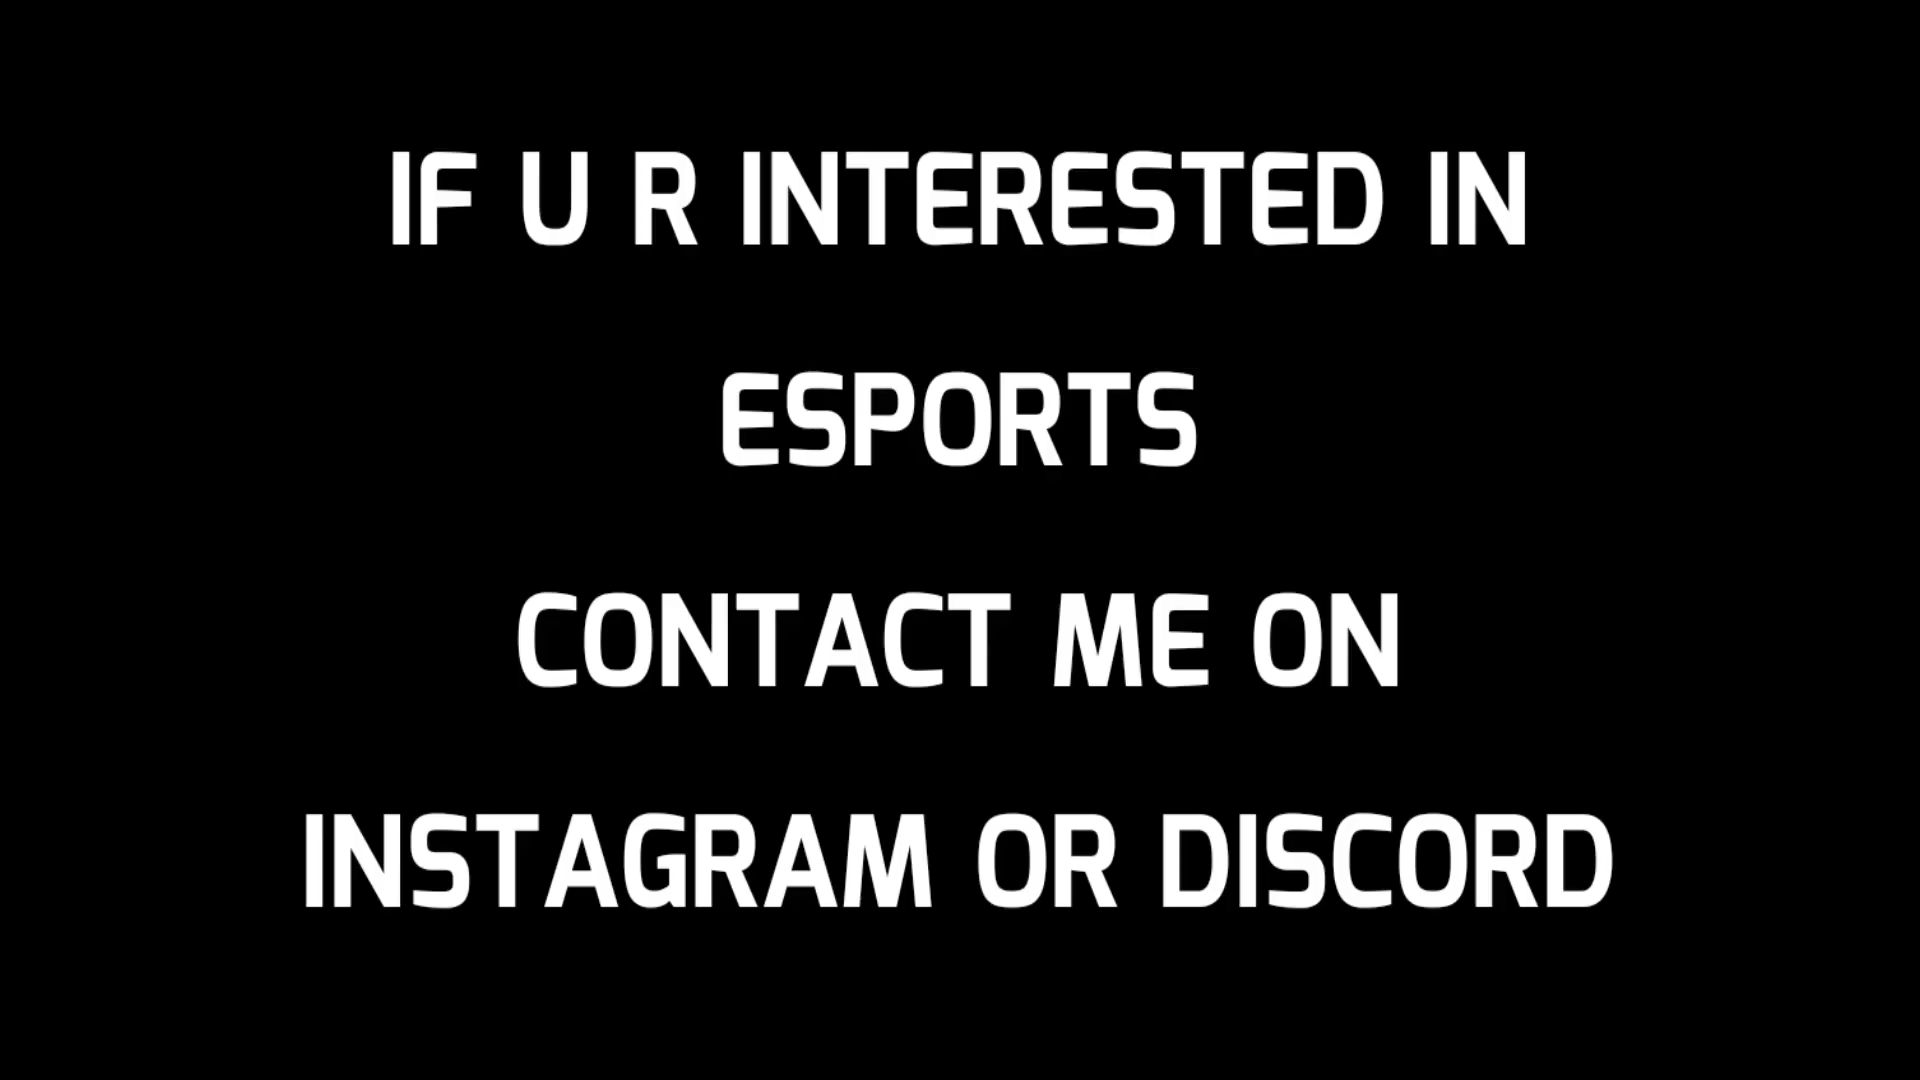 IF U R INTERESTED IN
ESPORTS
CONTACT ME ON
INSTAGRAM OR DISCORD